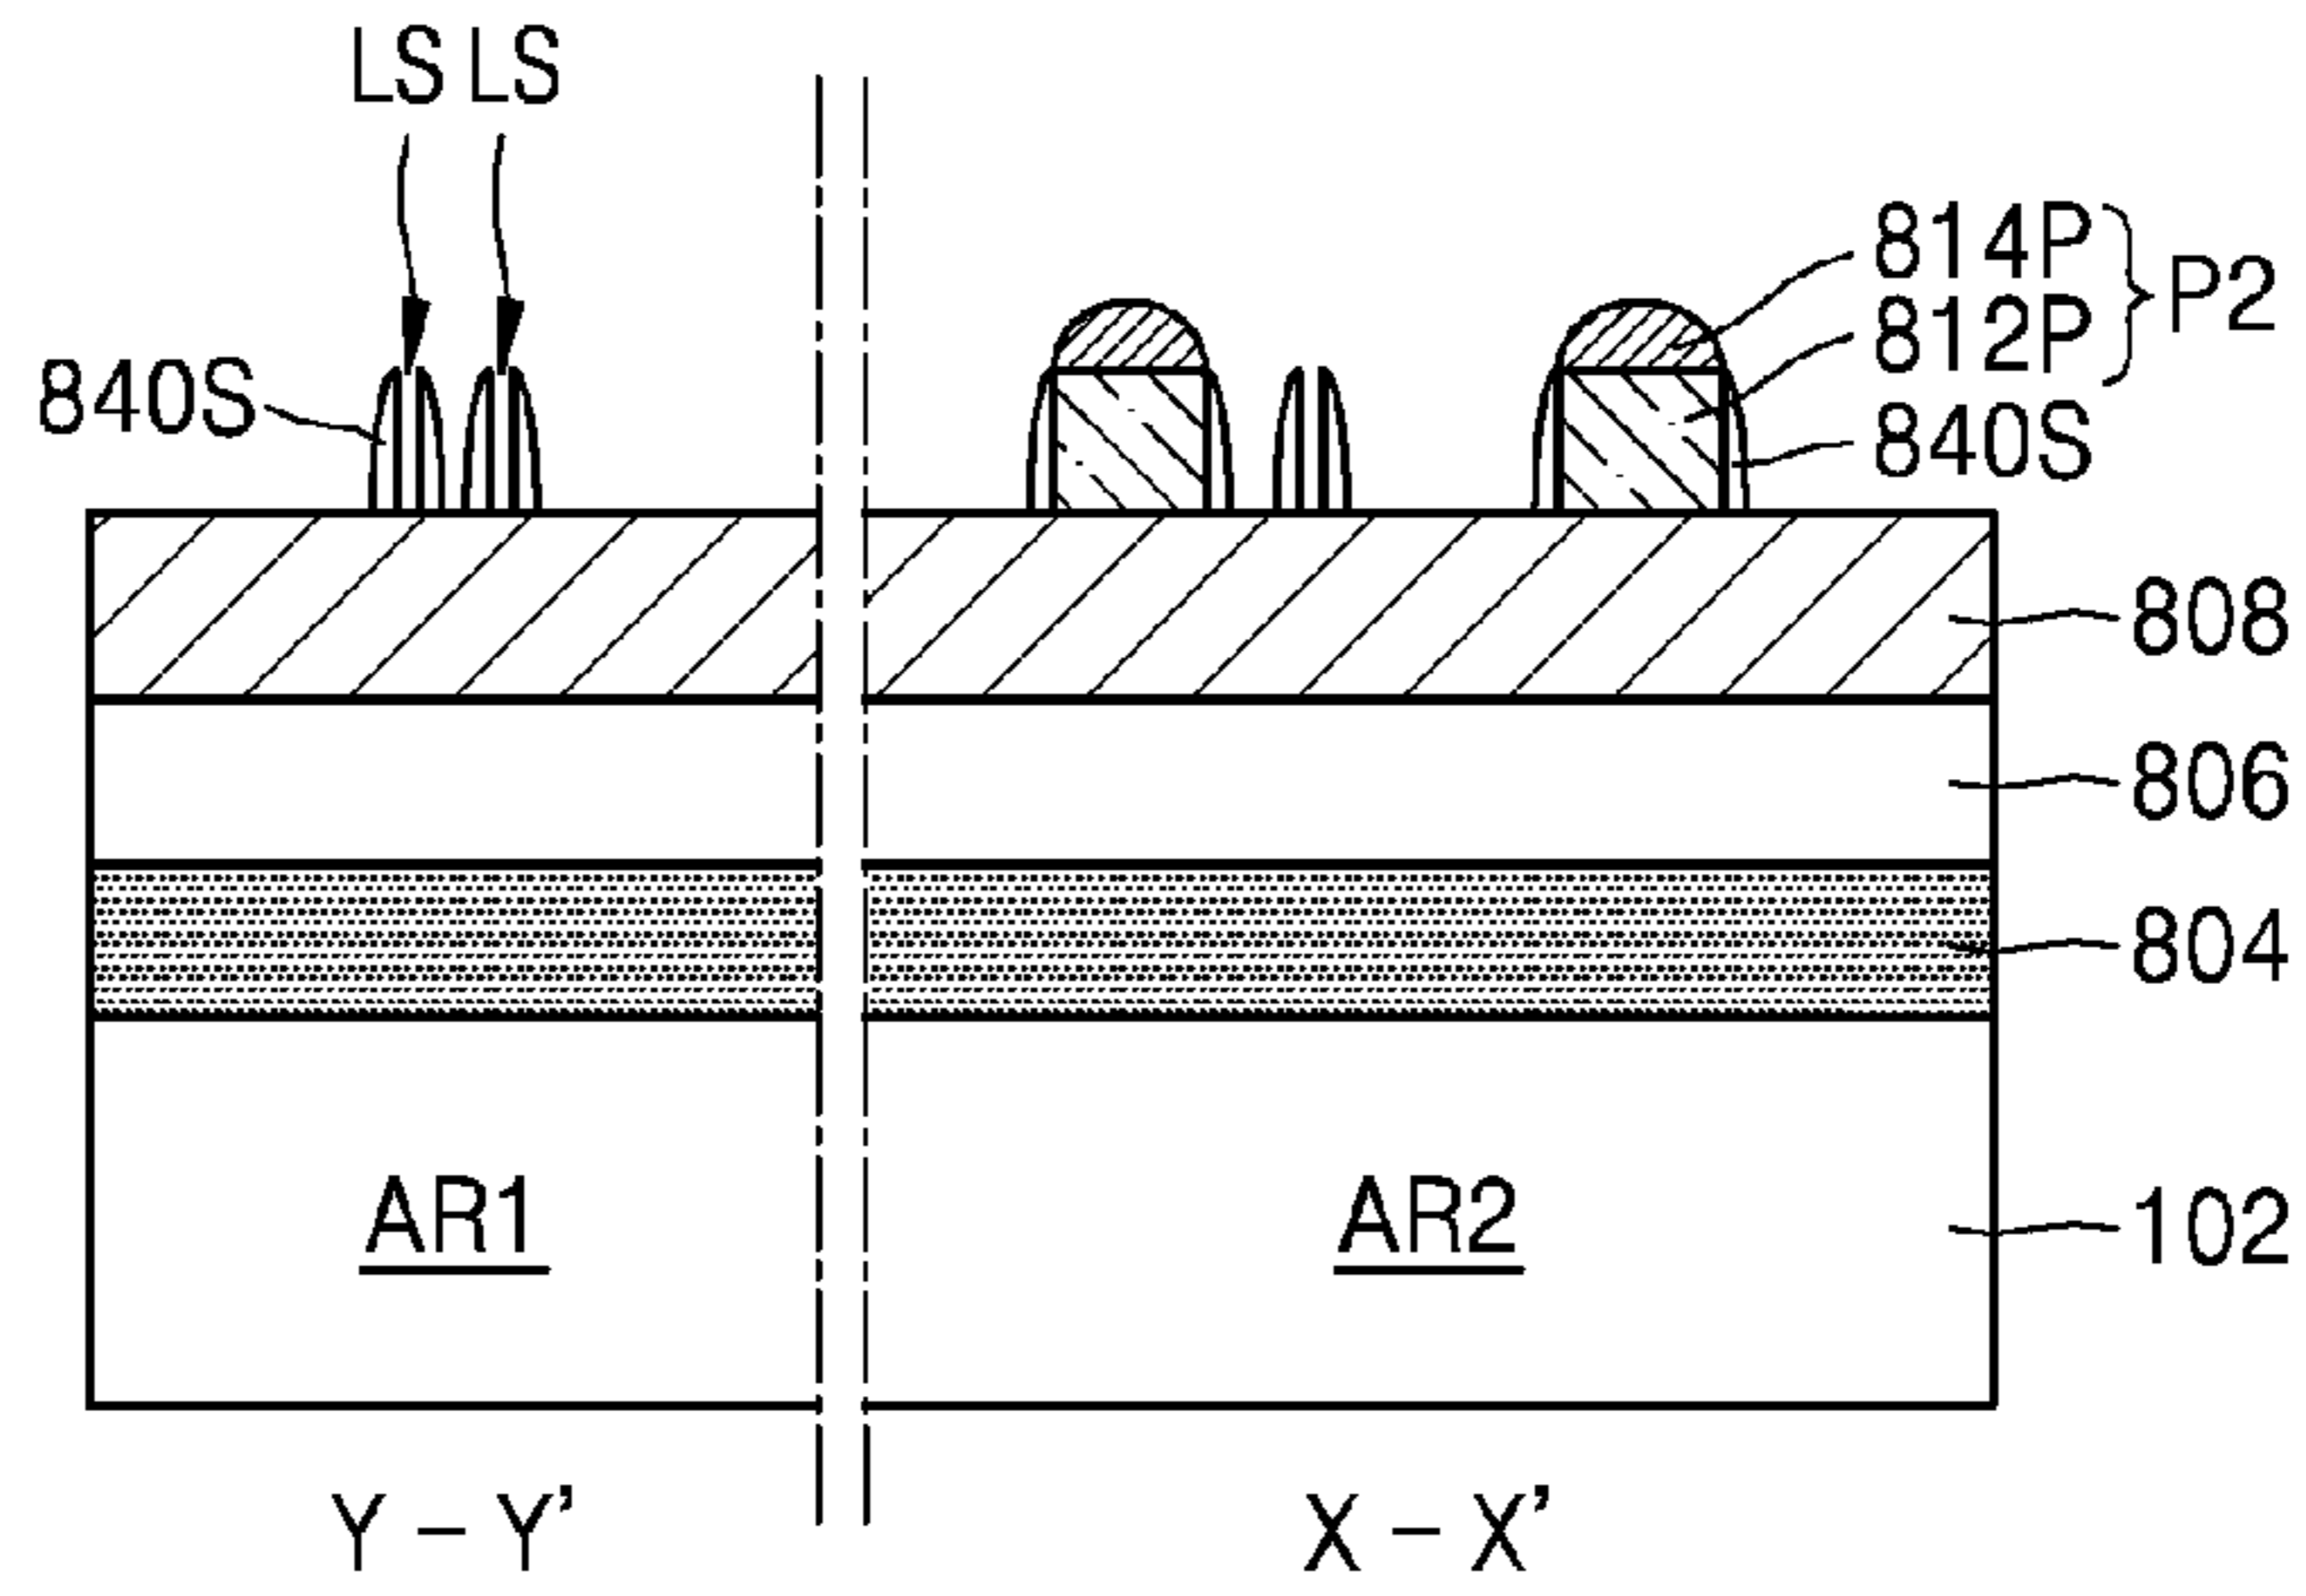 LS LS
814P
812P
P2
840S
840S
808
806
804
102
AR1
AR2
Y – Y'
X – X'